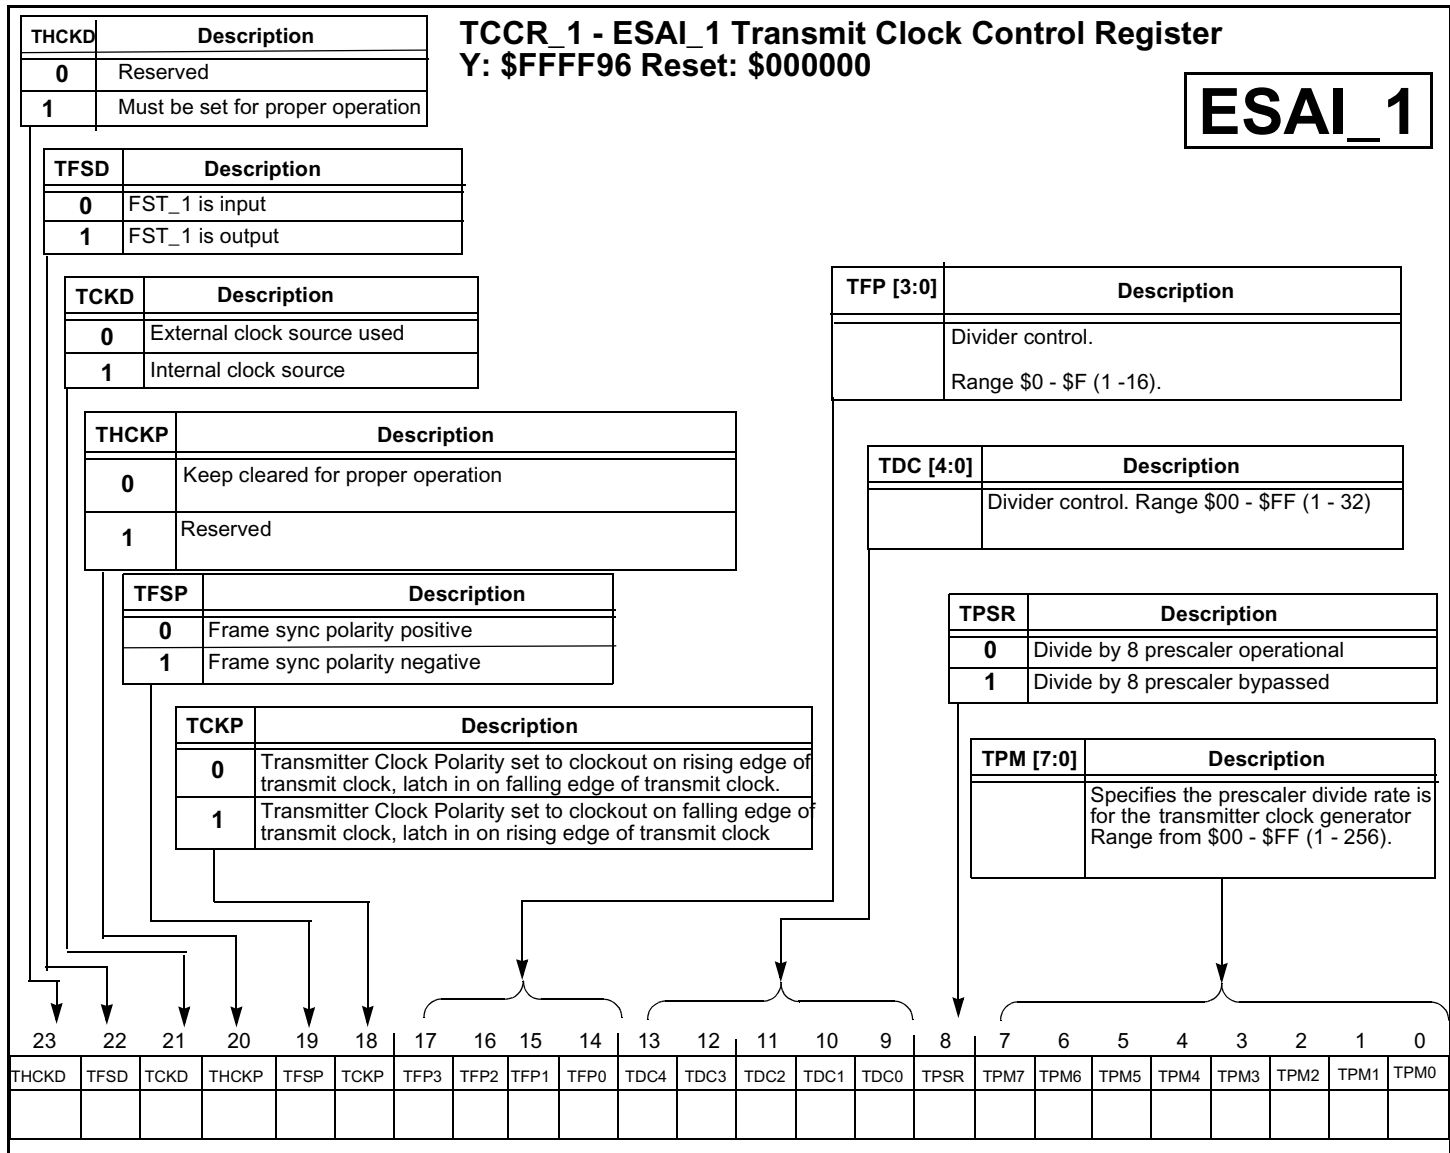 TCCR_1 - ESAI_1 Transmit Clock Control Register
Y: $FFFF96 Reset: $000000
ESAI_1
THCKD Description
0 Reserved
1 Must be set for proper operation
TFSD Description
0 FST_1 is input
1 FST_1 is output
TCKD Description
0 External clock source used
1 Internal clock source
THCKP Description
0 Keep cleared for proper operation
1 Reserved
TFSP Description
0 Frame sync polarity positive
1 Frame sync polarity negative
TCKP Description
0 Transmitter Clock Polarity set to clockout on rising edge of
transmit clock, latch in on falling edge of transmit clock.
1 Transmitter Clock Polarity set to clockout on falling edge of
transmit clock, latch in on rising edge of transmit clock
TFP [3:0] Description
Divider control.
Range $0 - $F (1 -16).
TDC [4:0] Description
Divider control. Range $00 - $FF (1 - 32)
TPSR Description
0 Divide by 8 prescaler operational
1 Divide by 8 prescaler bypassed
TPM [7:0] Description
Specifies the prescaler divide rate is
for the transmitter clock generator
Range from $00 - $FF (1 - 256).
23 22 21 20 19 18 17 16 15 14 13 12 11 10 9 8 7 6 5 4 3 2 1 0
THCKD TFSD TCKD THCKP TFSP TCKP TFP3 TFP2 TFP1 TFP0 TDC4 TDC3 TDC2 TDC1 TDC0 TPSR TPM7 TPM6 TPM5 TPM4 TPM3 TPM2 TPM1 TPM0